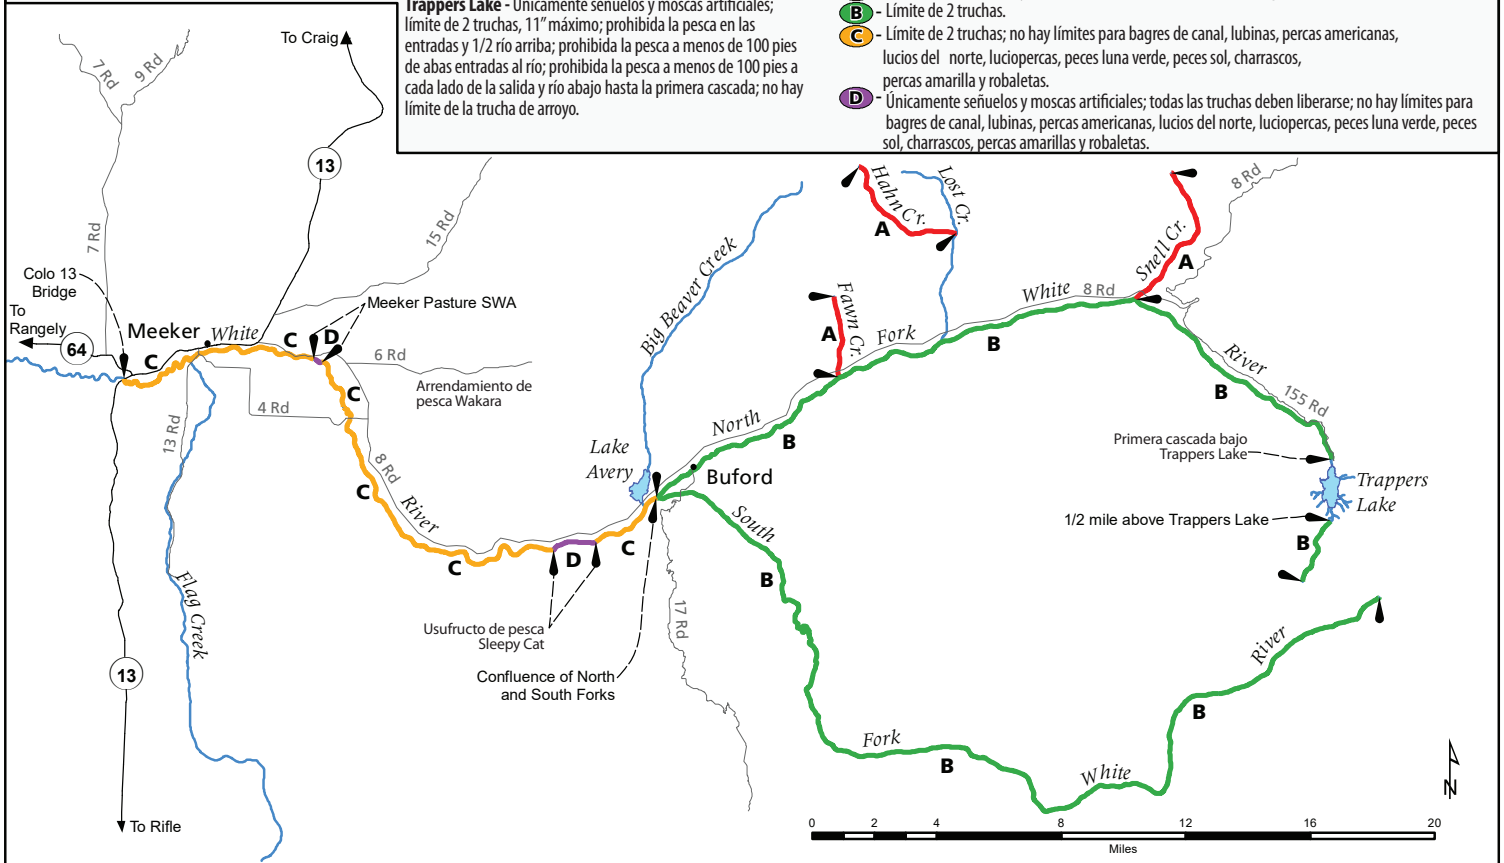 Trappers Lake - Únicamente señuelos y moscas artificiales;
límite de 2 truchas, 11” máximo; prohibida la pesca en las
entradas y 1/2 río arriba; prohibida la pesca a menos de 100 pies
de abas entradas al río; prohibida la pesca a menos de 100 pies a
cada lado de la salida y río abajo hasta la primera cascada; no hay
límite de la trucha de arroyo.
B - Límite de 2 truchas.
C - Límite de 2 truchas; no hay límites para bagres de canal, lubinas, percas americanas,
lucios del norte, luciopercas, peces luna verde, peces sol, charrascos,
percas amarilla y robaletas.
D - Únicamente señuelos y moscas artificiales; todas las truchas deben liberarse; no hay límites para
bagres de canal, lubinas, percas americanas, lucios del norte, luciopercas, peces luna verde, peces
sol, charrascos, percas amarillas y robaletas.
To Craig
7 Rd
9 Rd
13
15 Rd
7 Rd
Colo 13
Bridge
To
Rangely
64
Meeker
White
C
C
D
Meeker Pasture SWA
6 Rd
Arrendamiento de
pesca Wakara
C
4 Rd
13 Rd
8 Rd
C
River
C
D
C
Flag Creek
13
To Rifle
Usufructo de pesca
Sleepy Cat
Confluence of North
and South Forks
Lake
Avery
Big Beaver Creek
Buford
17 Rd
North
B
Fork
White
8 Rd
B
Hahn Cr.
A
Lost Cr.
Fawn Cr.
A
Snell Cr.
A
8 Rd
River
B
155 Rd
Primera cascada bajo
Trappers Lake
Trappers
Lake
1/2 mile above Trappers Lake
B
South
B
Fork
B
White
B
River
N
0 2 4 8 12 16 20
Miles